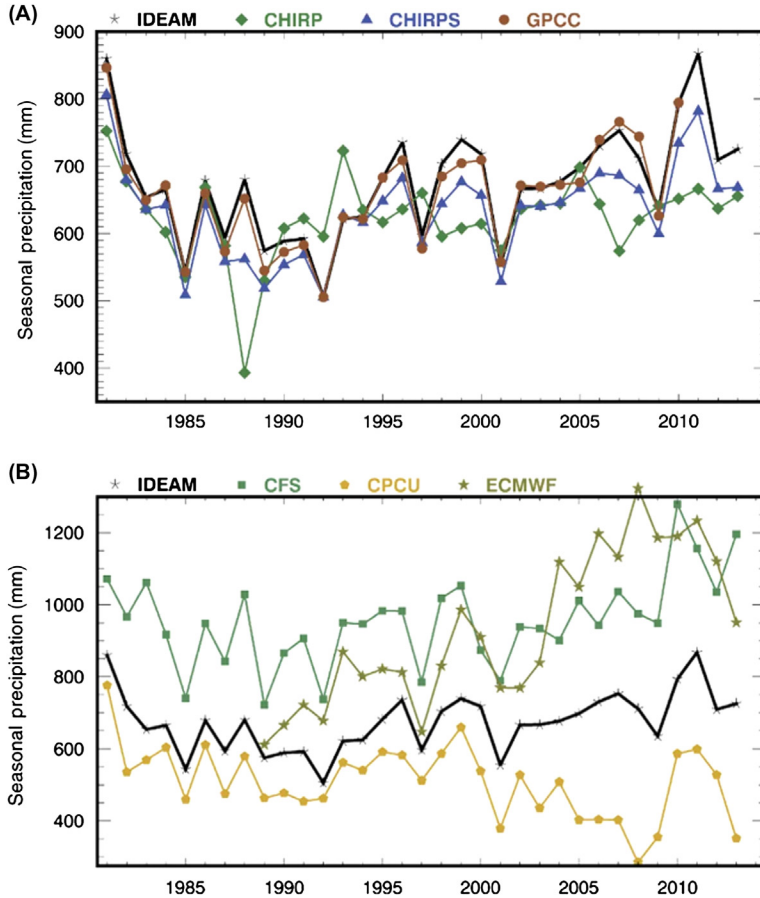 (A)
IDEAM CHIRP CHIRPS GPCC
900
800
700
600
500
400
Seasonal precipitation (mm)
1985 1990 1995 2000 2005 2010
(B)
IDEAM CFS CPCU ECMWF
1200
1000
800
600
400
Seasonal precipitation (mm)
1985 1990 1995 2000 2005 2010